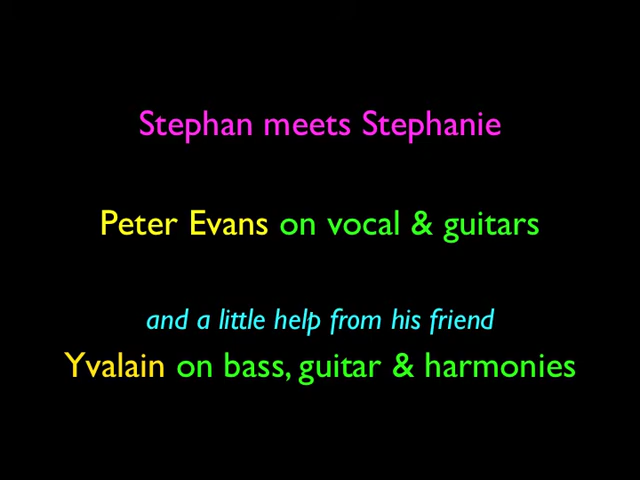 Stephan meets Stephanie
Peter Evans on vocal & guitars
and a little help from his friend
Yvalain on bass, guitar & harmonies